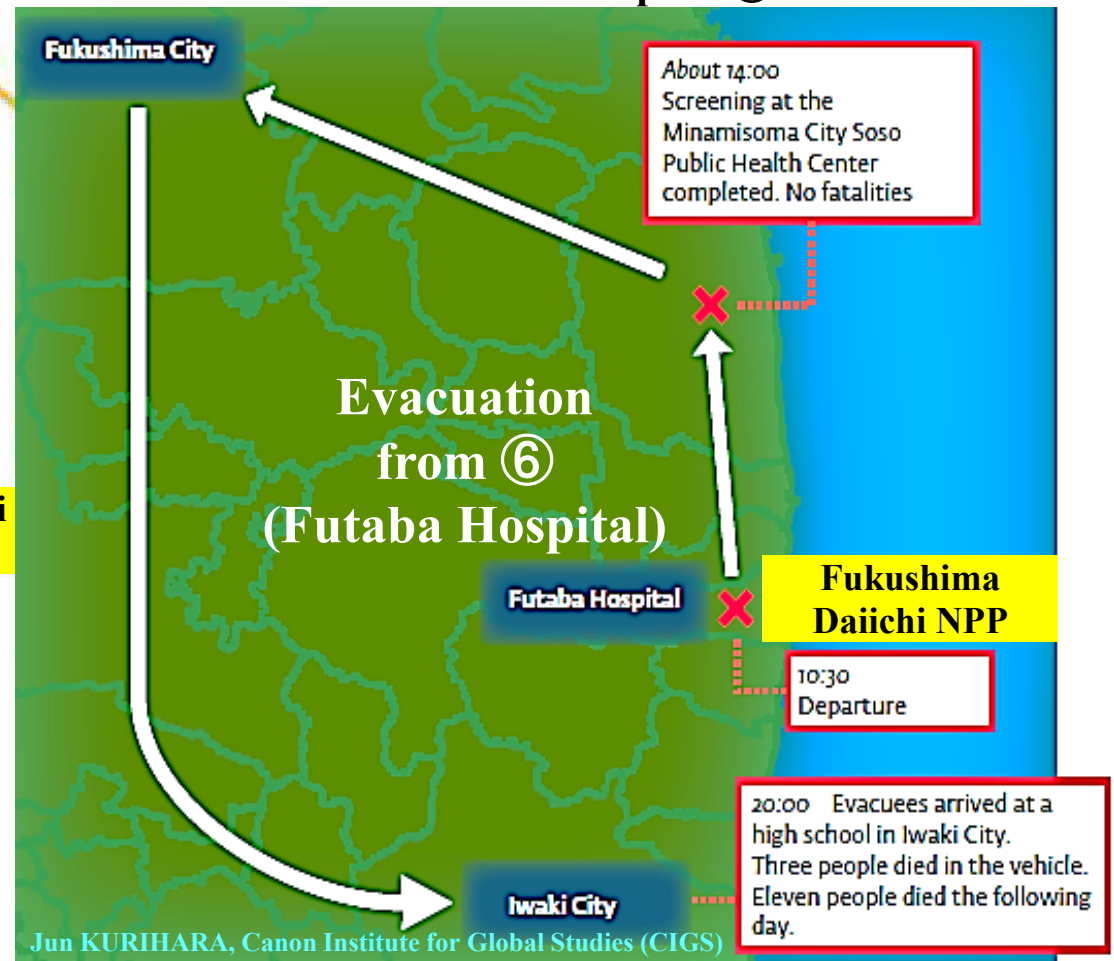 Fukushima City
About 14:00
Screening at the
Minamisoma City Soso
Public Health Center
completed. No fatalities
Evacuation
from ⑥
(Futaba Hospital)
i
Futaba Hospital
Fukushima
Daiichi NPP
10:30
Departure
20:00 Evacuees arrived at a
high school in Iwaki City.
Three people died in the vehicle.
Eleven people died the following
day.
Iwaki City
Jun KURIHARA, Canon Institute for Global Studies (CIGS)